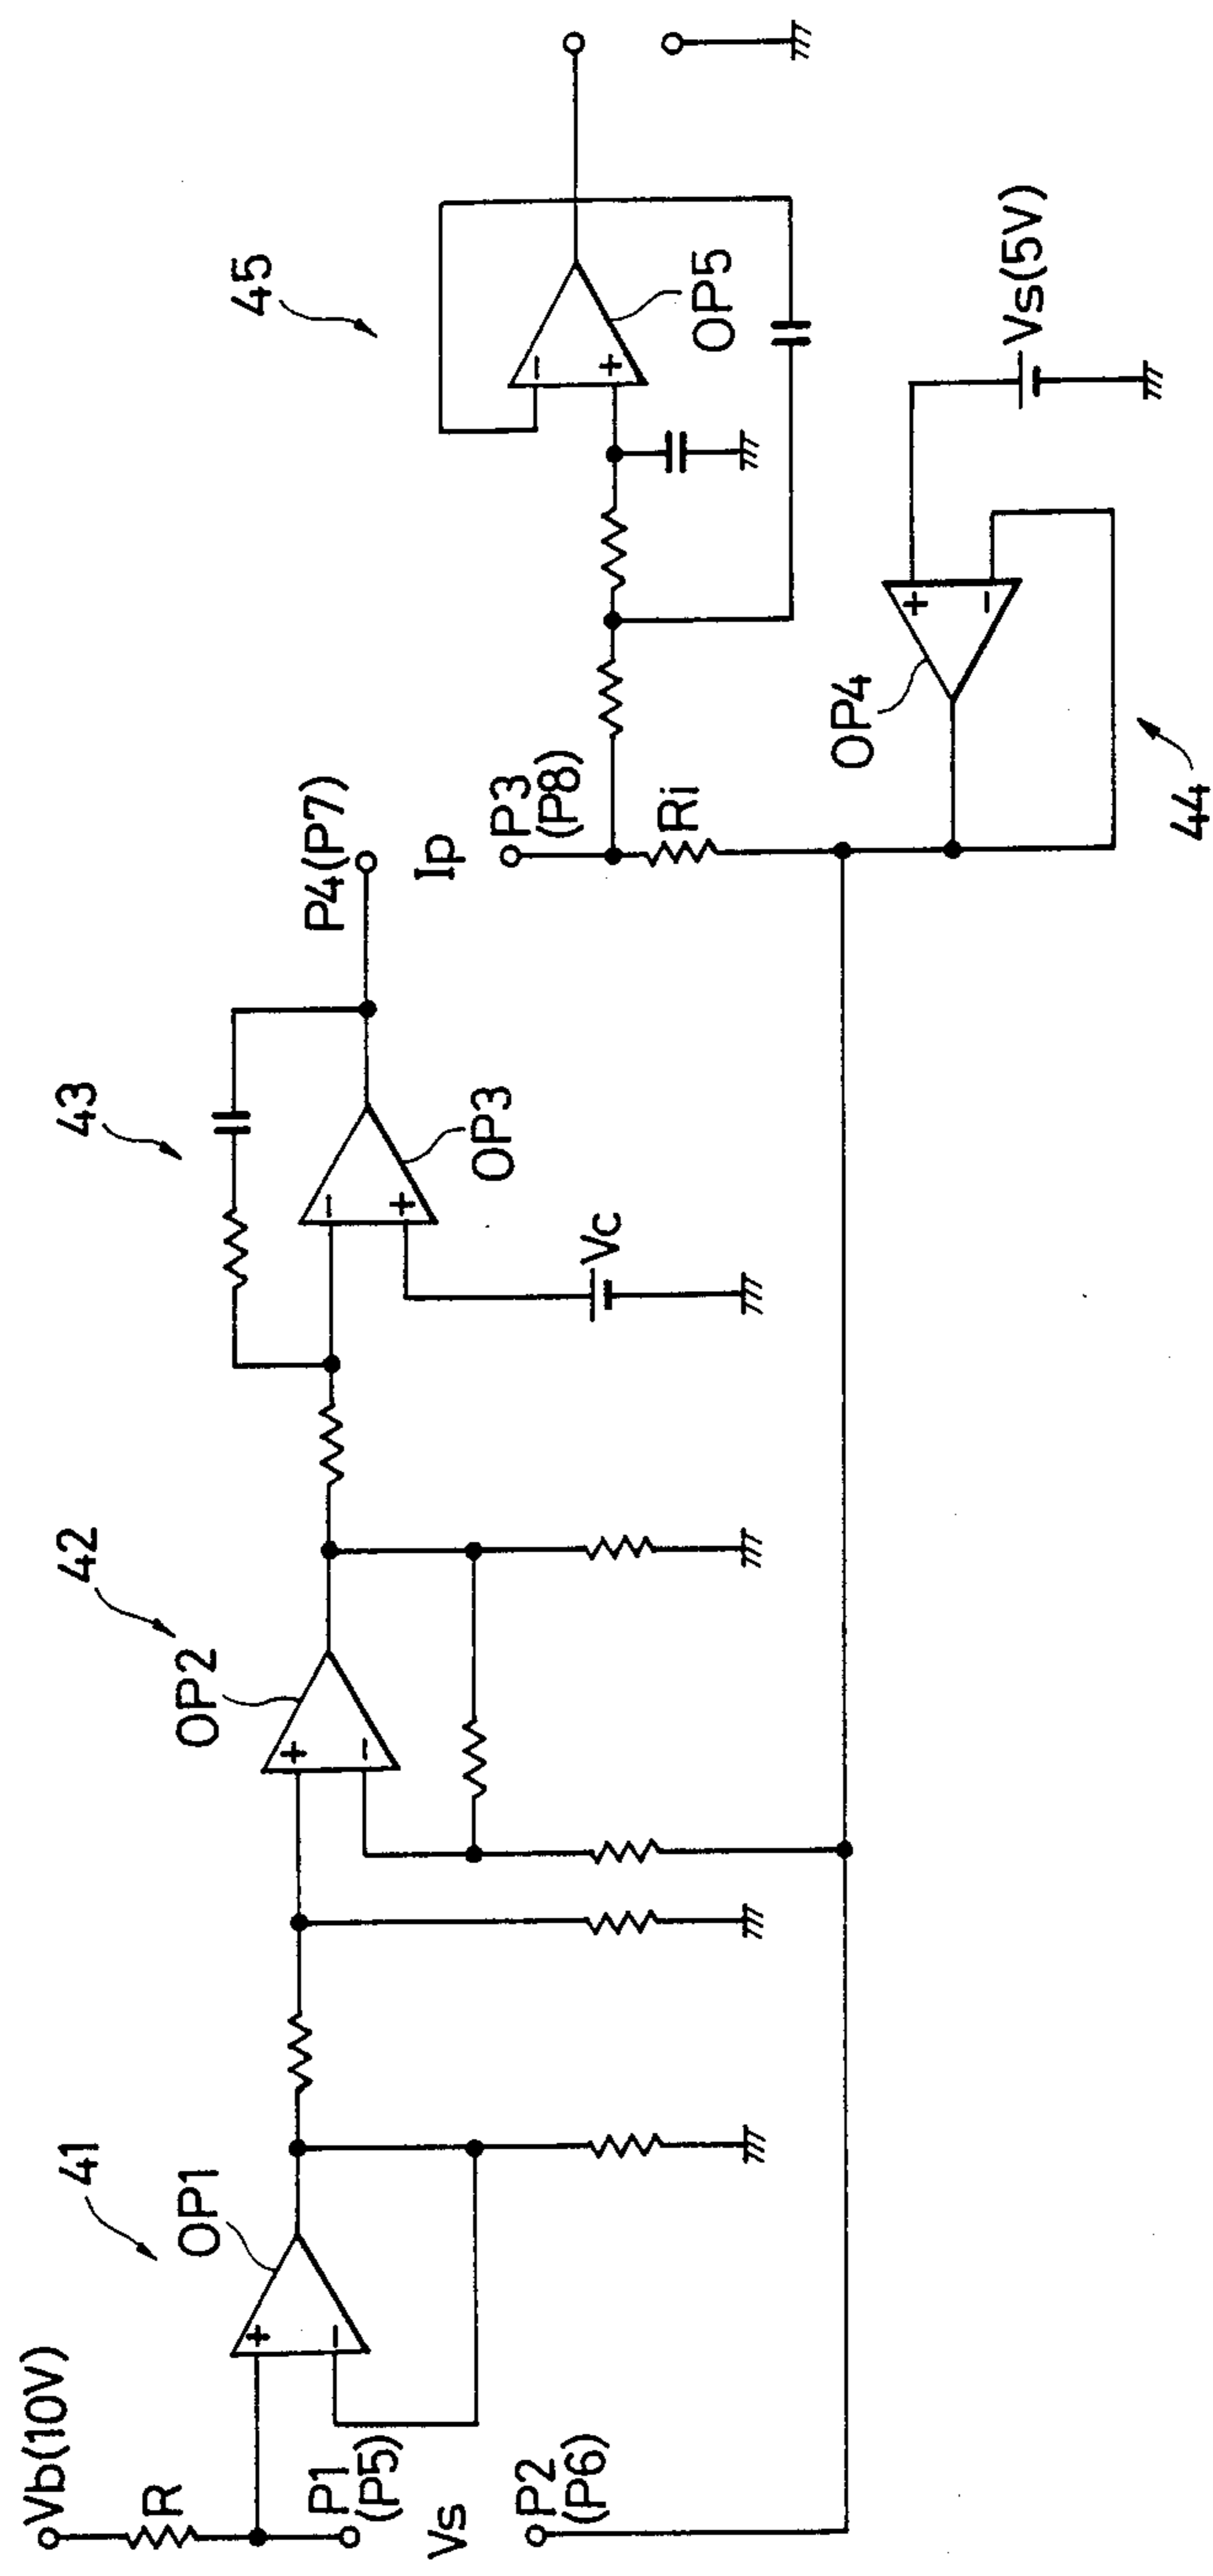 Vb(10V)
R
P1
(P5)
Vs
P2
(P6)
41
OP1
+
−
42
OP2
+
−
43
OP3
−
+
Vc
P4(P7)
Ip
P3
(P8)
Ri
45
OP5
−
+
44
OP4
+
−
Vs(5V)